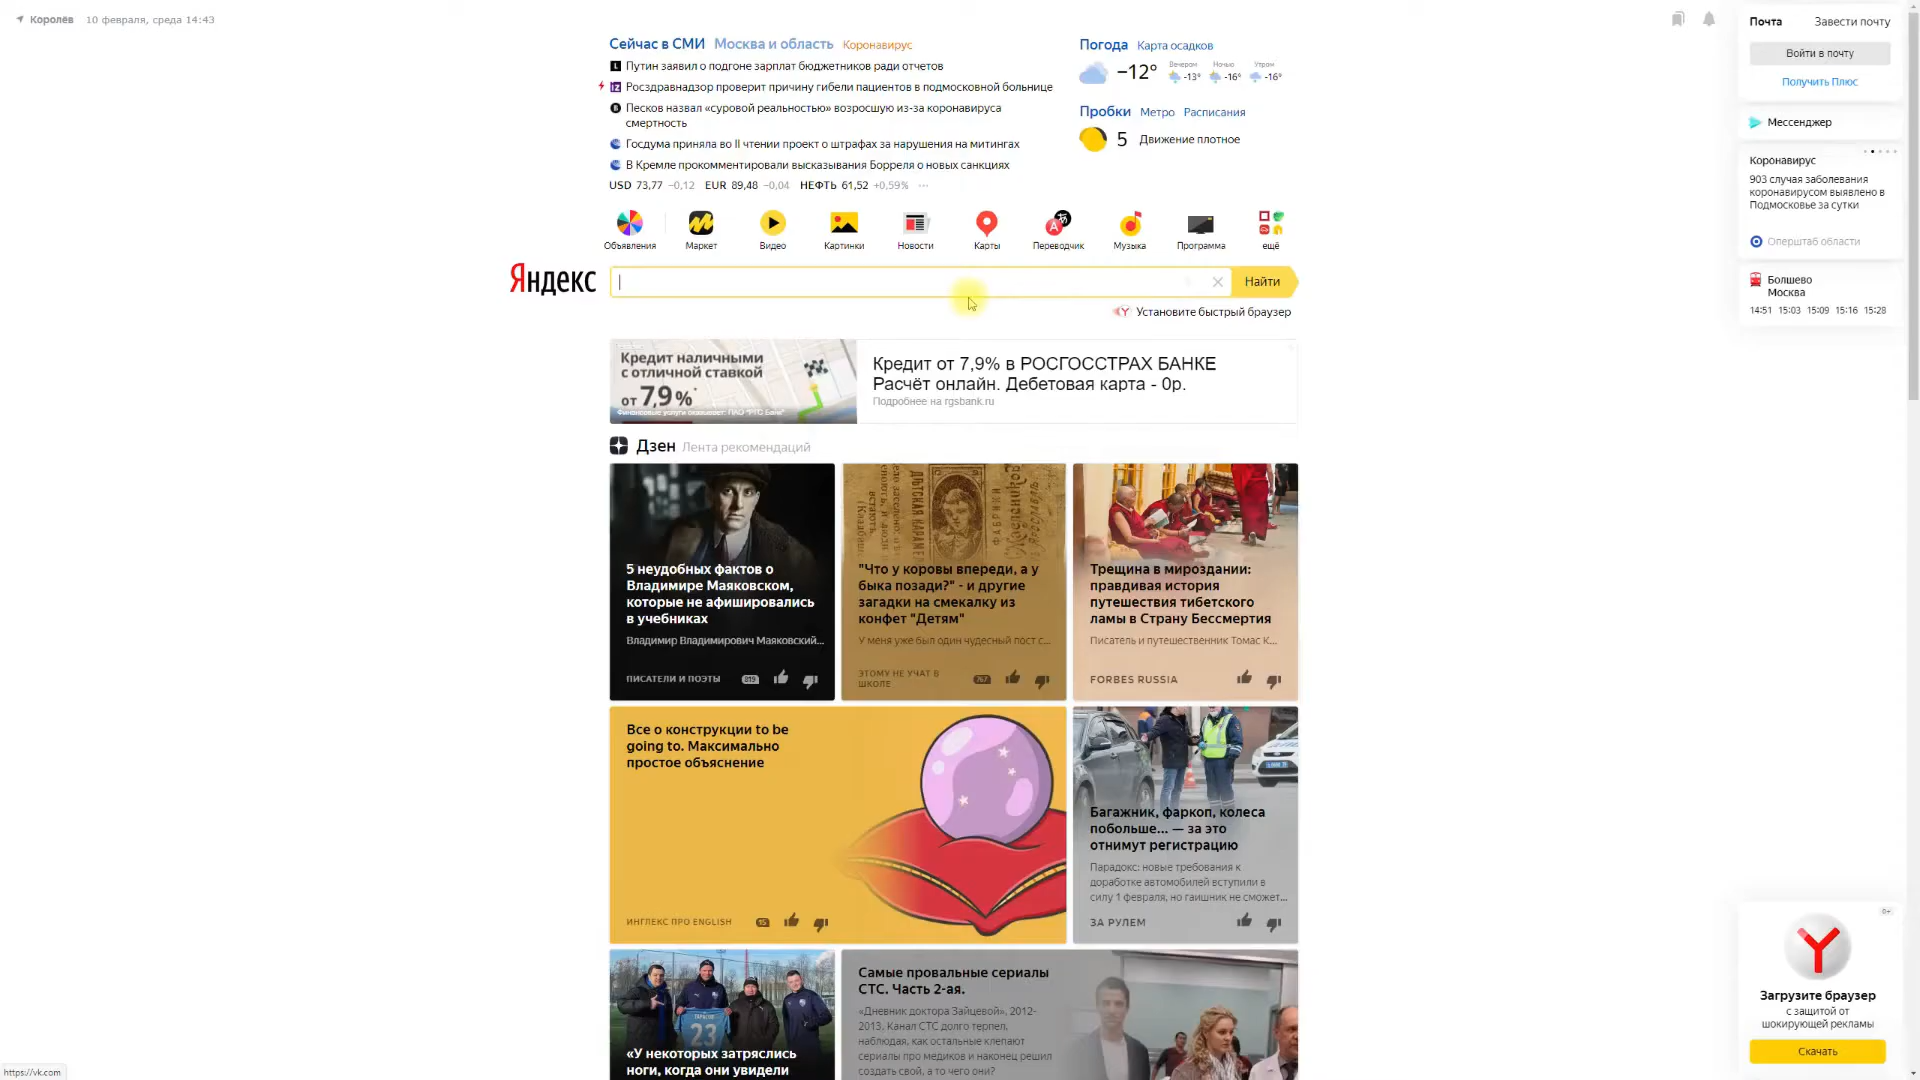 Королёв 10 февраля, среда 14:43
Сейчас в СМИ Москва и область Коронавирус
Путин заявил о подгоне зарплат бюджетников ради отчетов
Росздравнадзор проверит причину гибели пациентов в подмосковной больнице
Песков назвал «суровой реальностью» возросшую из-за коронавируса
смертность
Госдума приняла во II чтении проект о штрафах за нарушения на митингах
В Кремле прокомментировали высказывания Борреля о новых санкциях
USD 73,77 −0,12 EUR 89,48 −0,04 НЕФТЬ 61,52 +0,59% ···
Погода Карта осадков
−12° Вечером -13° Ночью -16° Утром -16°
Пробки Метро Расписания
5 Движение плотное
Объявления Маркет Видео Картинки Новости Карты Переводчик Музыка Программа ещё
Яндекс Найти
Установите быстрый браузер
Кредит наличными
с отличной ставкой
от 7,9%*
Финансовые услуги оказывает: ПАО "РГС Банк"
Кредит от 7,9% в РОСГОССТРАХ БАНКЕ
Расчёт онлайн. Дебетовая карта - 0р.
Подробнее на rgsbank.ru
Дзен Лента рекомендаций
5 неудобных фактов о
Владимире Маяковском,
которые не афишировались
в учебниках
Владимир Владимирович Маяковский...
ПИСАТЕЛИ И ПОЭТЫ 819
"Что у коровы впереди, а у
быка позади?" - и другие
загадки на смекалку из
конфет "Детям"
У меня уже был один чудесный пост с...
ЭТОМУ НЕ УЧАТ В
ШКОЛЕ 767
Трещина в мироздании:
правдивая история
путешествия тибетского
ламы в Страну Бессмертия
Писатель и путешественник Томас К...
FORBES RUSSIA
Все о конструкции to be
going to. Максимально
простое объяснение
ИНГЛЕКС ПРО ENGLISH 15
Багажник, фаркоп, колеса
побольше... — за это
отнимут регистрацию
Парадокс: новые требования к
доработке автомобилей вступили в
силу 1 февраля, но гаишник не сможет...
ЗА РУЛЕМ
23
«У некоторых затряслись
ноги, когда они увидели
Самые провальные сериалы
СТС. Часть 2-ая.
«Дневник доктора Зайцевой», 2012-
2013. Канал СТС долго терпел,
наблюдая, как остальные клепают
сериалы про медиков и наконец решил
создать свой, а то чего они?
Почта Завести почту
Войти в почту
Получить Плюс
Мессенджер
Коронавирус
903 случая заболевания
коронавирусом выявлено в
Подмосковье за сутки
Оперштаб области
Болшево
Москва
14:51 15:03 15:09 15:16 15:28
0+
Загрузите браузер
с защитой от
шокирующей рекламы
Скачать
https://vk.com